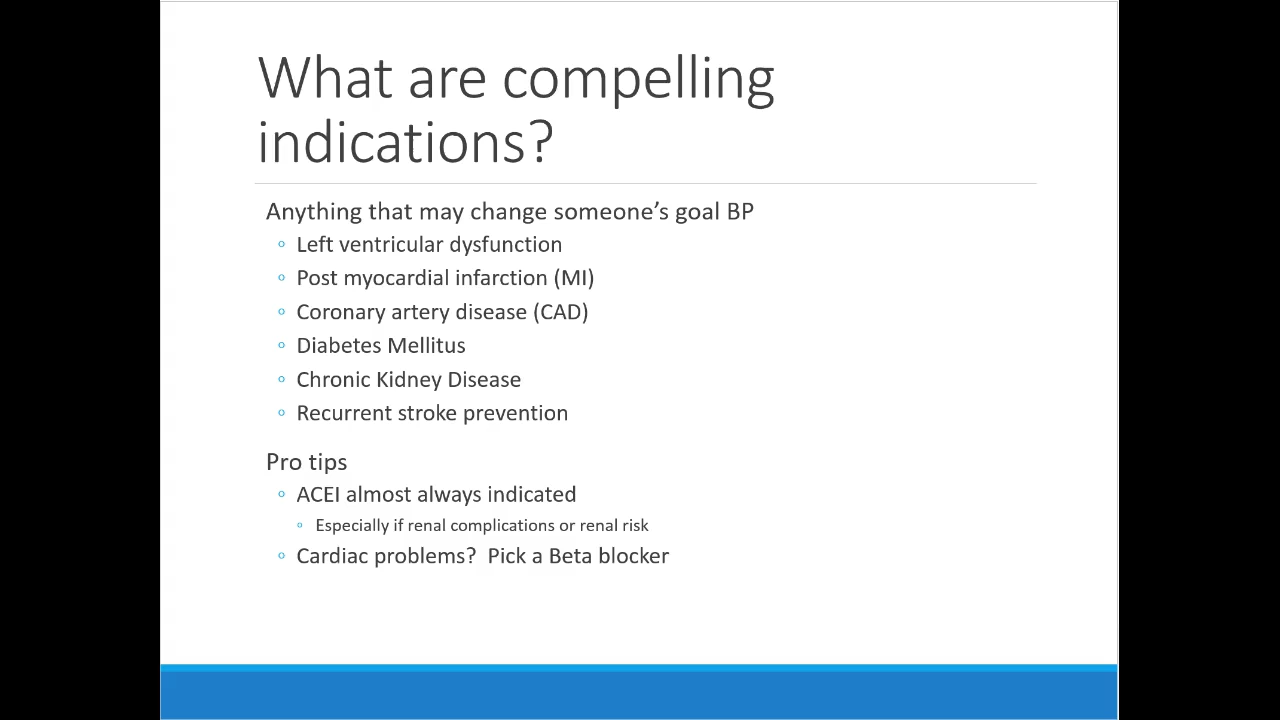 What are compelling
indications?
Anything that may change someone's goal BP
◦ Left ventricular dysfunction
◦ Post myocardial infarction (MI)
◦ Coronary artery disease (CAD)
◦ Diabetes Mellitus
◦ Chronic Kidney Disease
◦ Recurrent stroke prevention
Pro tips
◦ ACEI almost always indicated
◦ Especially if renal complications or renal risk
◦ Cardiac problems?  Pick a Beta blocker